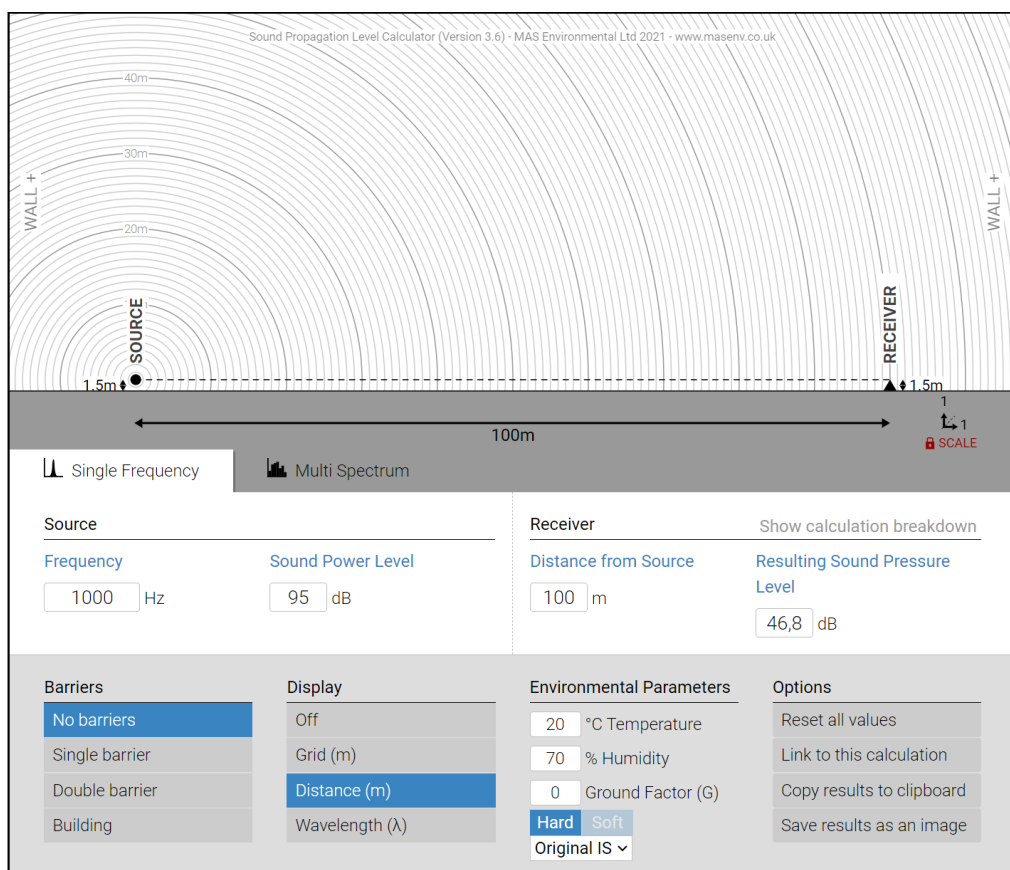 Sound Propagation Level Calculator (Version 3.6) - MAS Environmental Ltd 2021 - www.masenv.co.uk
40m
30m
20m
WALL +
WALL +
SOURCE
RECEIVER
1.5m
1.5m
100m
1
1
SCALE
Single Frequency
Multi Spectrum
Source
Frequency
1000 Hz
Sound Power Level
95 dB
Receiver
Show calculation breakdown
Distance from Source
100 m
Resulting Sound Pressure
Level
46,8 dB
Barriers
No barriers
Single barrier
Double barrier
Building
Display
Off
Grid (m)
Distance (m)
Wavelength (λ)
Environmental Parameters
20 °C Temperature
70 % Humidity
0 Ground Factor (G)
Hard Soft
Original IS
Options
Reset all values
Link to this calculation
Copy results to clipboard
Save results as an image